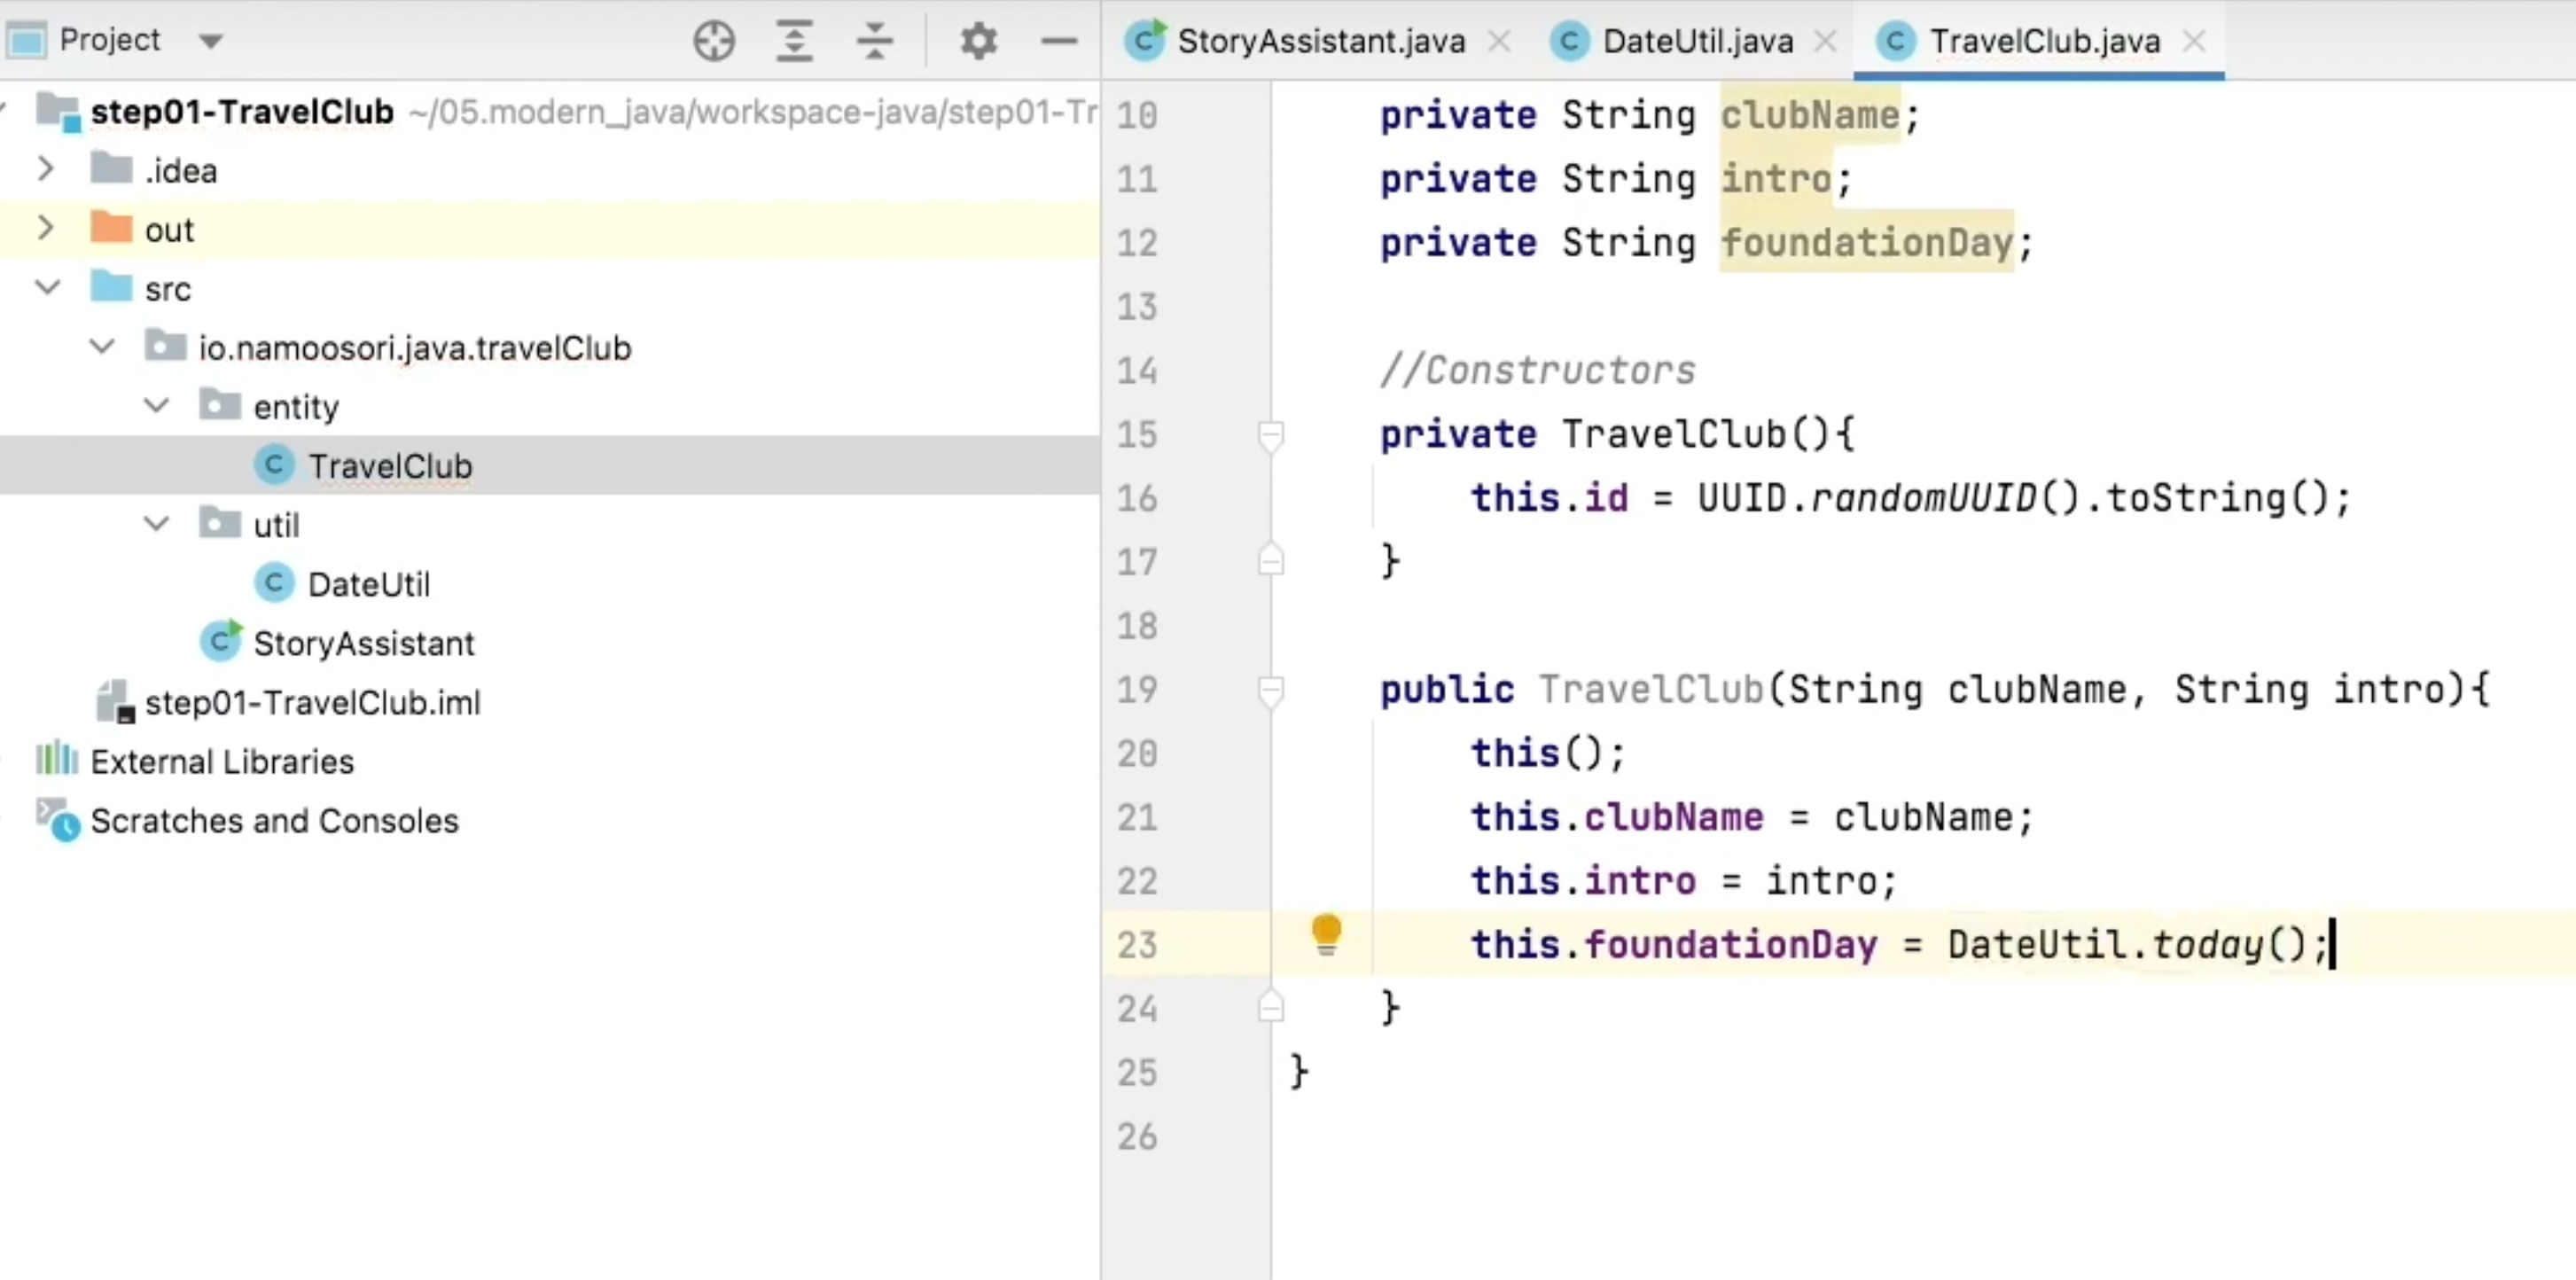 Project
StoryAssistant.java
DateUtil.java
TravelClub.java
step01-TravelClub ~/05.modern_java/workspace-java/step01-Tr
.idea
out
src
io.namoosori.java.travelClub
entity
TravelClub
util
DateUtil
StoryAssistant
step01-TravelClub.iml
External Libraries
Scratches and Consoles
10 private String clubName;
11 private String intro;
12 private String foundationDay;
13
14 //Constructors
15 private TravelClub(){
16 this.id = UUID.randomUUID().toString();
17 }
18
19 public TravelClub(String clubName, String intro){
20 this();
21 this.clubName = clubName;
22 this.intro = intro;
23 this.foundationDay = DateUtil.today();
24 }
25 }
26